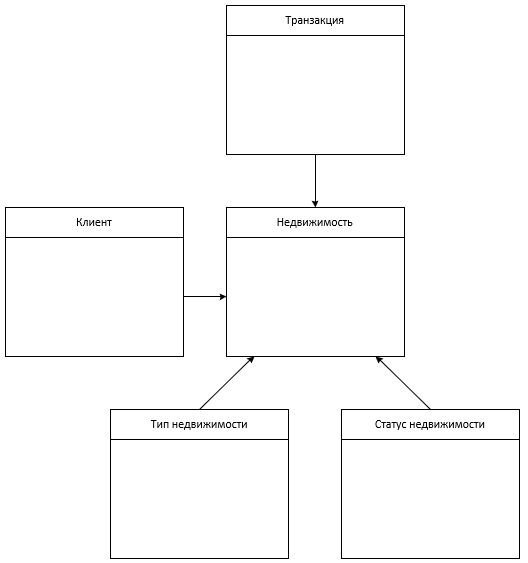 Транзакция
Клиент
Недвижимость
Тип недвижимости
Статус недвижимости